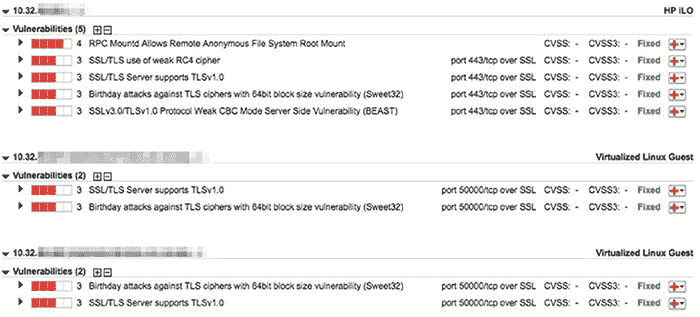 10.32. HP iLO
Vulnerabilities (5)
4 RPC Mountd Allows Remote Anonymous File System Root Mount CVSS: - CVSS3: - Fixed
3 SSL/TLS use of weak RC4 cipher port 443/tcp over SSL CVSS: - CVSS3: - Fixed
3 SSL/TLS Server supports TLSv1.0 port 443/tcp over SSL CVSS: - CVSS3: - Fixed
3 Birthday attacks against TLS ciphers with 64bit block size vulnerability (Sweet32) port 443/tcp over SSL CVSS: - CVSS3: - Fixed
3 SSLv3.0/TLSv1.0 Protocol Weak CBC Mode Server Side Vulnerability (BEAST) port 443/tcp over SSL CVSS: - CVSS3: - Fixed
10.32. Virtualized Linux Guest
Vulnerabilities (2)
3 SSL/TLS Server supports TLSv1.0 port 50000/tcp over SSL CVSS: - CVSS3: - Fixed
3 Birthday attacks against TLS ciphers with 64bit block size vulnerability (Sweet32) port 50000/tcp over SSL CVSS: - CVSS3: - Fixed
10.32. Virtualized Linux Guest
Vulnerabilities (2)
3 Birthday attacks against TLS ciphers with 64bit block size vulnerability (Sweet32) port 50000/tcp over SSL CVSS: - CVSS3: - Fixed
3 SSL/TLS Server supports TLSv1.0 port 50000/tcp over SSL CVSS: - CVSS3: - Fixed